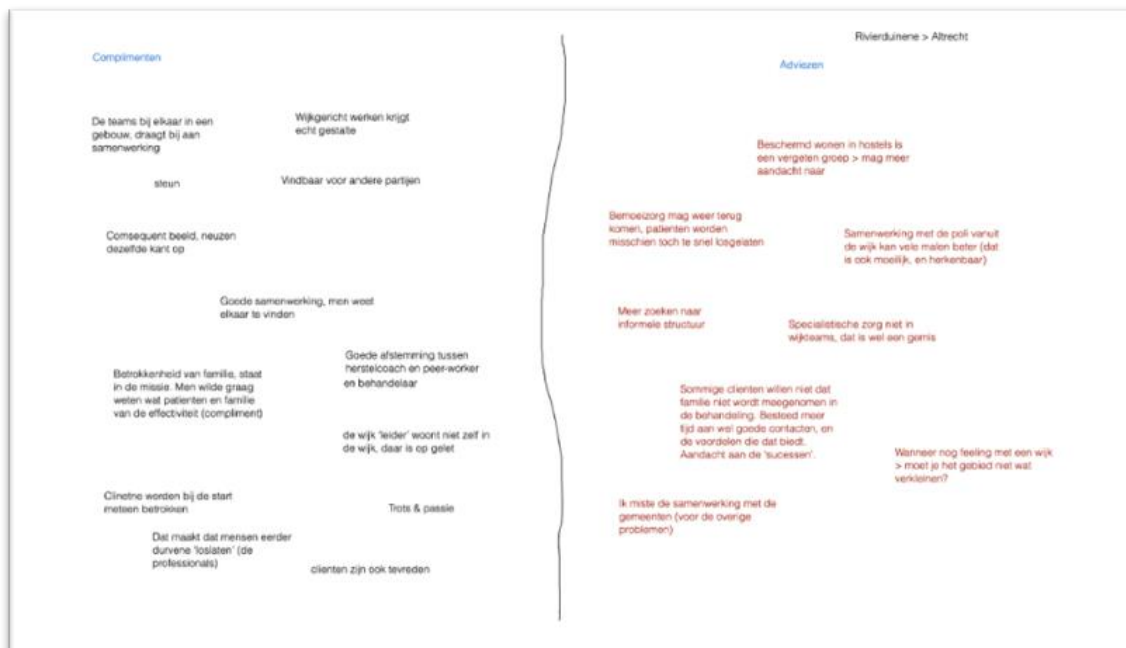 Complimenten
De teams bij elkaar in een
gebouw, draagt bij aan
samenwerking
Wijkgericht werken krijgt
echt gestalte
steun
Vindbaar voor andere partijen
Comsequent beeld, neuzen
dezelfde kant op
Goede samenwerking, men weet
elkaar te vinden
Goede afstemming tussen
herstelcoach en peer-worker
en behandelaar
Betrokkenheid van familie, staat
in de missie. Men wilde graag
weten wat patienten en familie
van de effectiviteit (compliment)
de wijk ‘leider’ woont niet zelf in
de wijk, daar is op gelet
Clinetne worden bij de start
meteen betrokken
Trots & passie
Dat maakt dat mensen eerder
durvene ‘loslaten’ (de
professionals)
clienten zijn ook tevreden
Rivierduinene > Altrecht
Adviezen
Beschermd wonen in hostels is
een vergeten groep > mag meer
aandacht naar
Bemoeizorg mag weer terug
komen, patienten worden
misschien toch te snel losgelaten
Samenwerking met de poli vanuit
de wijk kan vele malen beter (dat
is ook moeilijk, en herkenbaar)
Meer zoeken naar
informele structuur
Specialistische zorg niet in
wijkteams, dat is wel een gemis
Sommige clienten willen niet dat
familie niet wordt meegenomen in
de behandeling. Besteed meer
tijd aan wel goede contacten, en
de voordelen die dat biedt.
Aandacht aan de ‘sucessen’.
Wanneer nog feeling met een wijk
> moet je het gebied niet wat
verkleinen?
Ik miste de samenwerking met de
gemeenten (voor de overige
problemen)